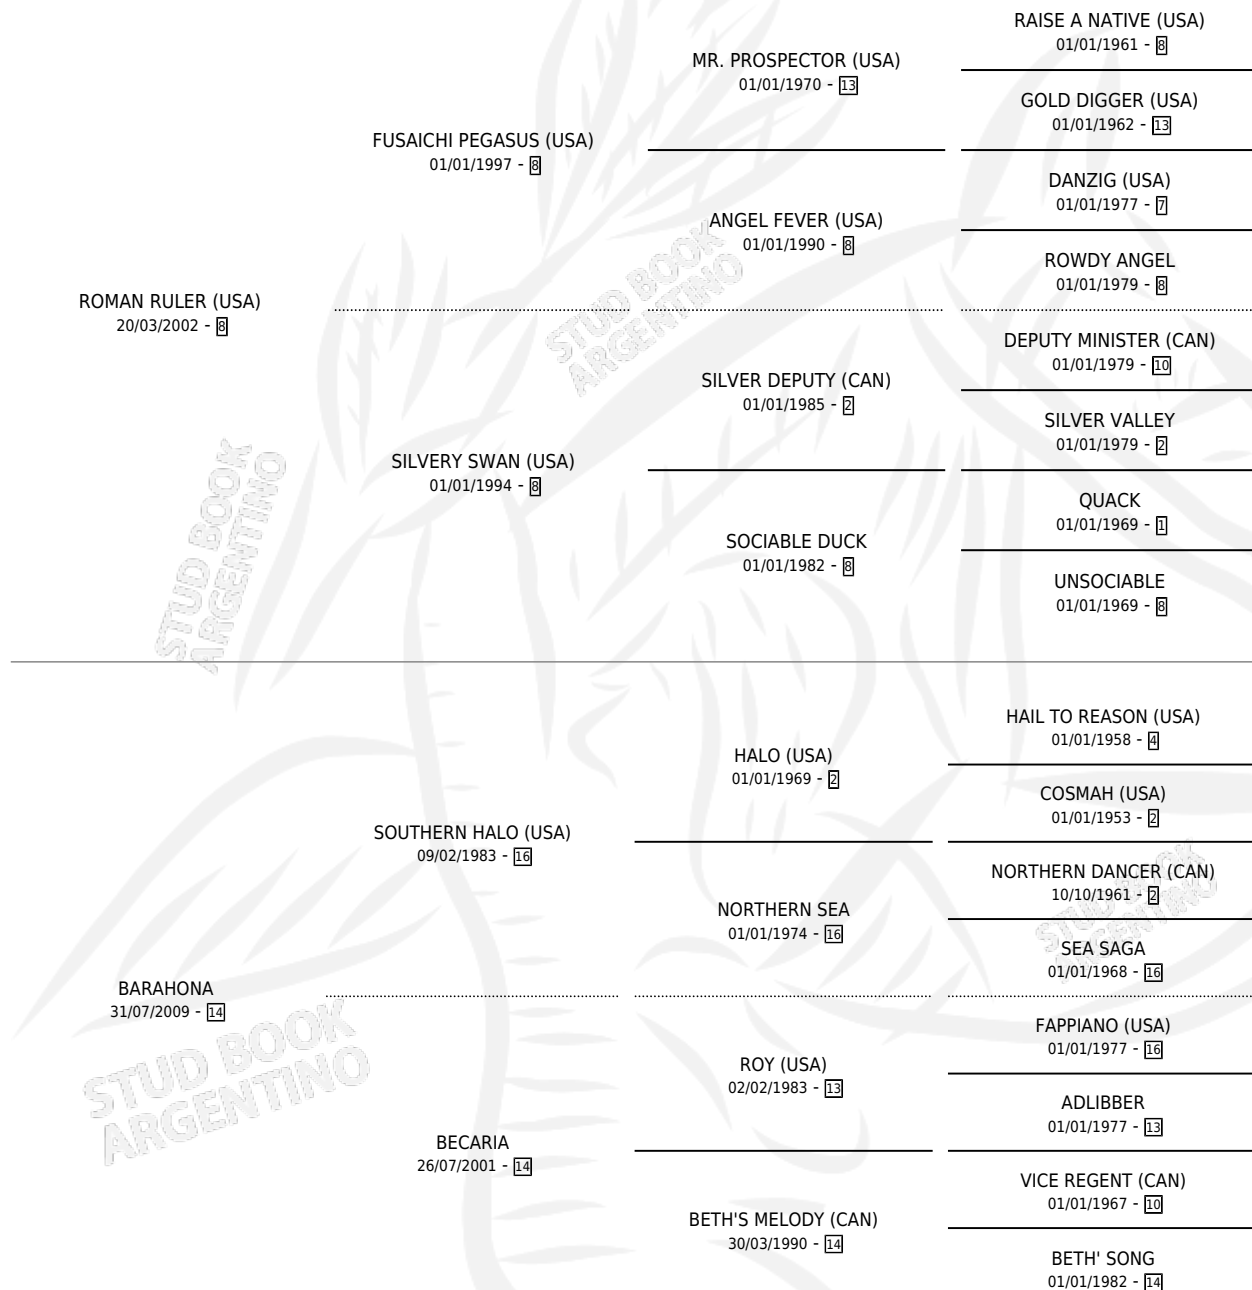 RAISE A NATIVE (USA)
01/01/1961 - 8
MR. PROSPECTOR (USA)
01/01/1970 - 13
GOLD DIGGER (USA)
01/01/1962 - 13
FUSAICHI PEGASUS (USA)
01/01/1997 - 8
DANZIG (USA)
01/01/1977 - 7
ANGEL FEVER (USA)
01/01/1990 - 8
ROWDY ANGEL
01/01/1979 - 8
ROMAN RULER (USA)
20/03/2002 - 8
DEPUTY MINISTER (CAN)
01/01/1979 - 10
SILVER DEPUTY (CAN)
01/01/1985 - 2
SILVER VALLEY
01/01/1979 - 2
SILVERY SWAN (USA)
01/01/1994 - 8
QUACK
01/01/1969 - 1
SOCIABLE DUCK
01/01/1982 - 8
UNSOCIABLE
01/01/1969 - 8
HAIL TO REASON (USA)
01/01/1958 - 4
HALO (USA)
01/01/1969 - 2
COSMAH (USA)
01/01/1953 - 2
SOUTHERN HALO (USA)
09/02/1983 - 16
NORTHERN DANCER (CAN)
10/10/1961 - 2
NORTHERN SEA
01/01/1974 - 16
SEA SAGA
01/01/1968 - 16
BARAHONA
31/07/2009 - 14
FAPPIANO (USA)
01/01/1977 - 16
ROY (USA)
02/02/1983 - 13
ADLIBBER
01/01/1977 - 13
BECARIA
26/07/2001 - 14
VICE REGENT (CAN)
01/01/1967 - 10
BETH'S MELODY (CAN)
30/03/1990 - 14
BETH' SONG
01/01/1982 - 14
STUD BOOK
ARGENTINO
STUD BOOK
ARGENTINO
STUD BOOK
ARGENTINO
STUD BOOK
ARGENTINO